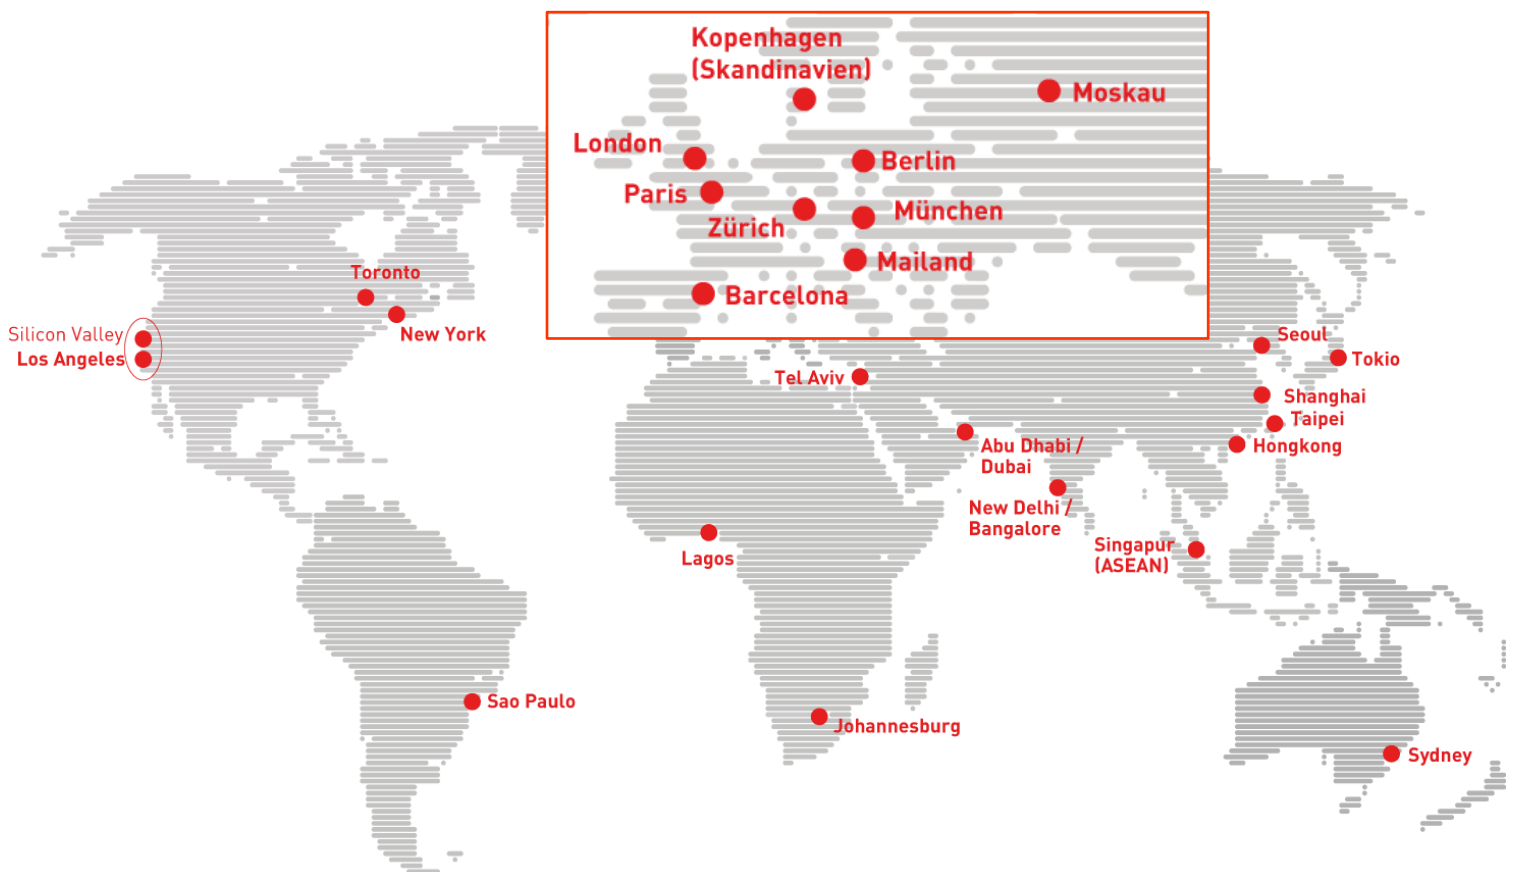 Kopenhagen
(Skandinavien)
Moskau
London
Berlin
Paris
München
Zürich
Mailand
Barcelona
Toronto
New York
Silicon Valley
Los Angeles
Seoul
Tokio
Tel Aviv
Shanghai
Taipei
Abu Dhabi /
Dubai
Hongkong
New Delhi /
Bangalore
Lagos
Singapur
(ASEAN)
Sao Paulo
Johannesburg
Sydney